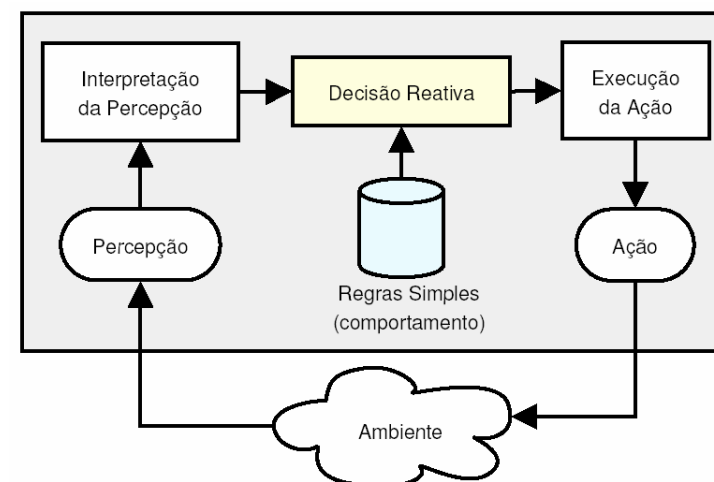 Interpretação
da Percepção
Decisão Reativa
Execução
da Ação
Percepção
Ação
Regras Simples
(comportamento)
Ambiente